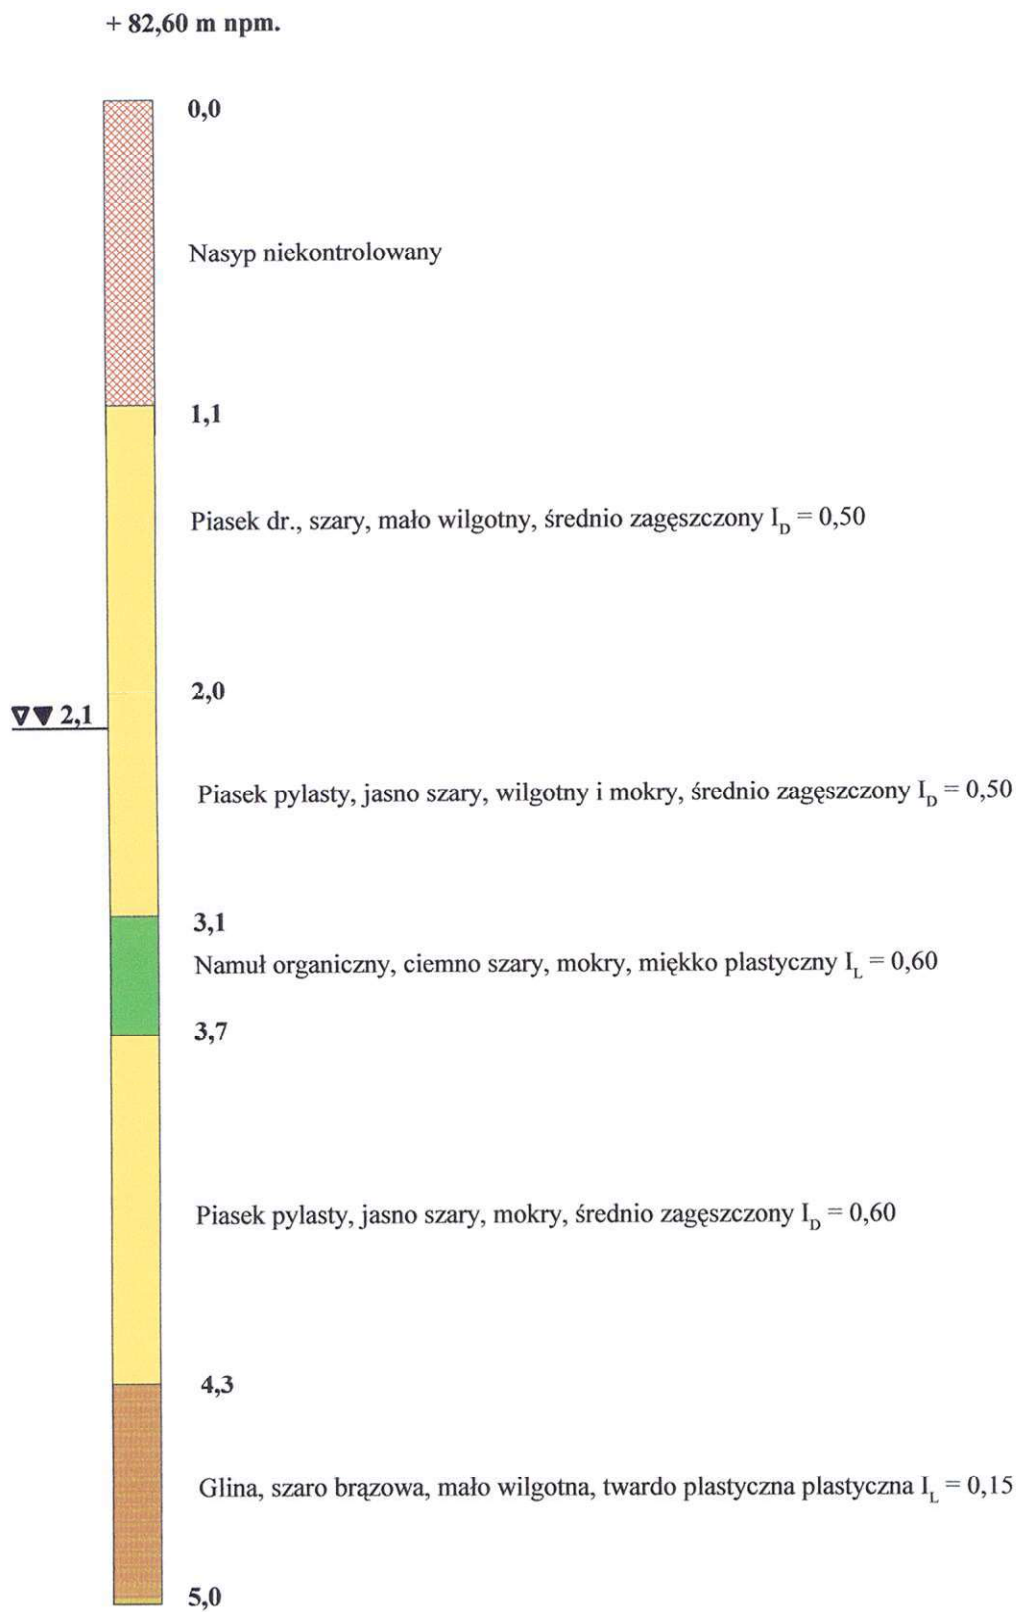 + 82,60 m npm.
0,0
Nasyp niekontrolowany
1,1
Piasek dr., szary, mało wilgotny, średnio zagęszczony I_D = 0,50
2,0
2,1
Piasek pylasty, jasno szary, wilgotny i mokry, średnio zagęszczony I_D = 0,50
3,1
Namuł organiczny, ciemno szary, mokry, miękko plastyczny I_L = 0,60
3,7
Piasek pylasty, jasno szary, mokry, średnio zagęszczony I_D = 0,60
4,3
Glina, szaro brązowa, mało wilgotna, twardo plastyczna plastyczna I_L = 0,15
5,0